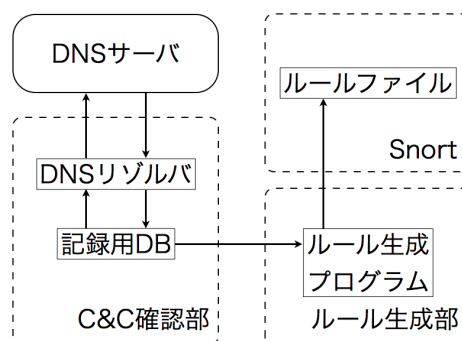 DNSサーバ
DNSリゾルバ
記録用DB
C&C確認部
ルールファイル
Snort
ルール生成
プログラム
ルール生成部